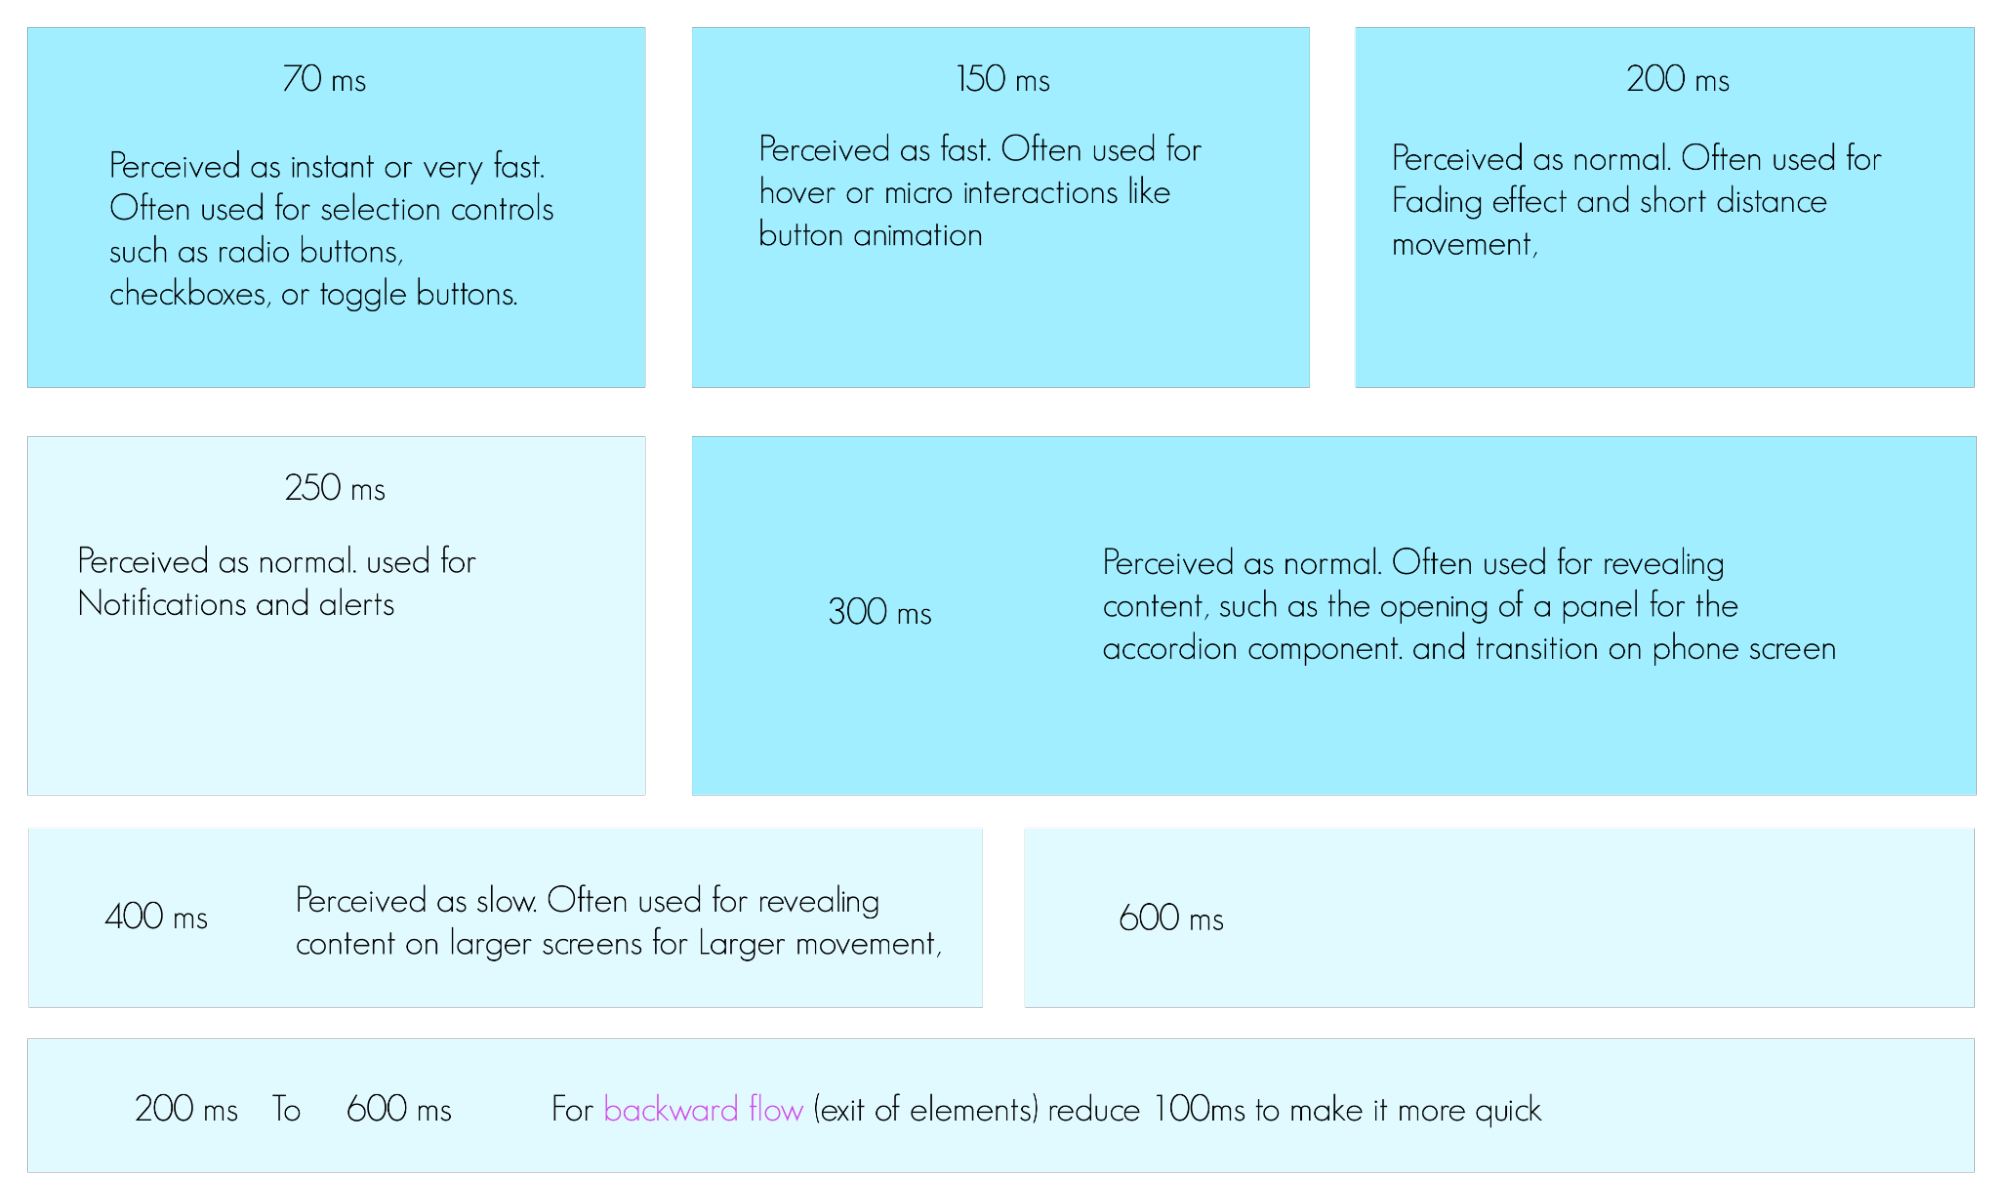 70 ms
Perceived as instant or very fast.
Often used for selection controls
such as radio buttons,
checkboxes, or toggle buttons.
150 ms
Perceived as fast. Often used for
hover or micro interactions like
button animation
200 ms
Perceived as normal. Often used for
Fading effect and short distance
movement,
250 ms
Perceived as normal. used for
Notifications and alerts
300 ms
Perceived as normal. Often used for revealing
content, such as the opening of a panel for the
accordion component. and transition on phone screen
400 ms
Perceived as slow. Often used for revealing
content on larger screens for Larger movement,
600 ms
200 ms To 600 ms For backward flow (exit of elements) reduce 100ms to make it more quick